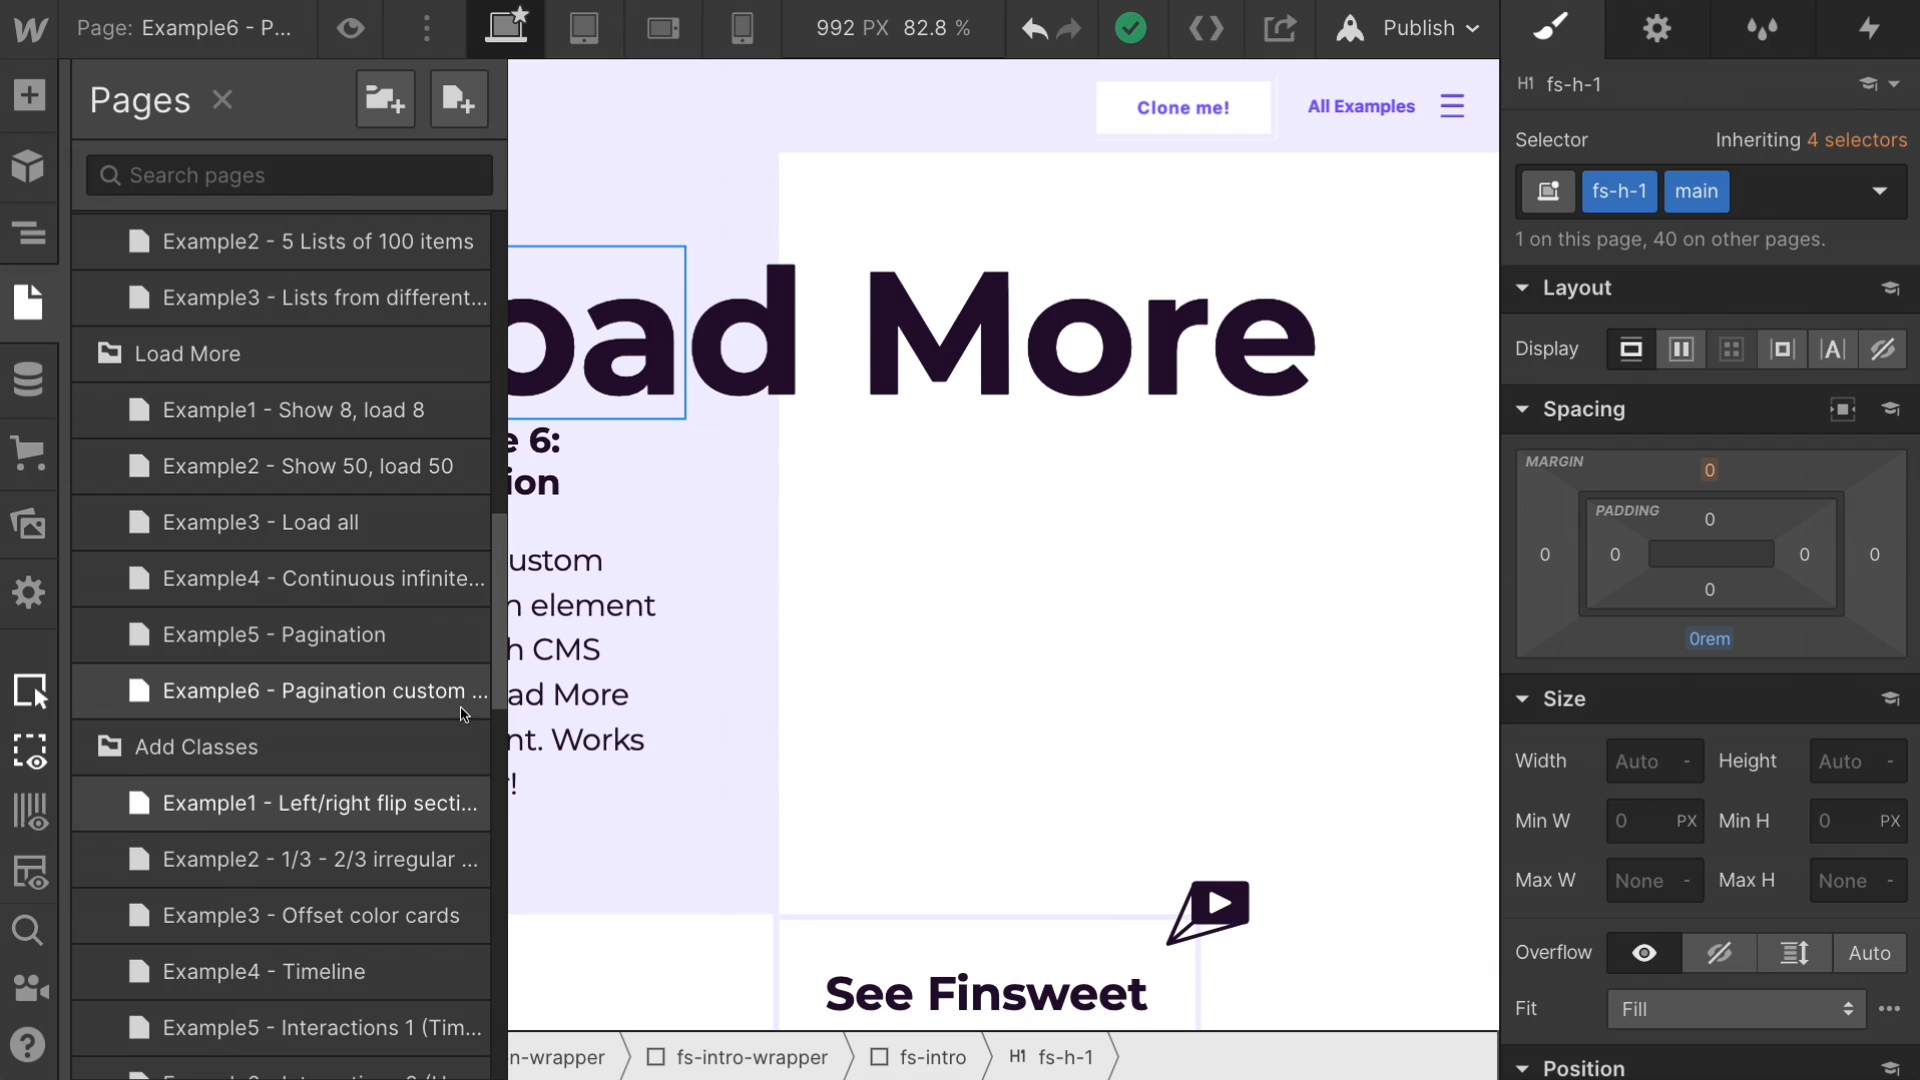 Page: Example6 - P...
992 PX 82.8 %
Publish
Pages
Search pages
Example2 - 5 Lists of 100 items
Example3 - Lists from different...
Load More
Example1 - Show 8, load 8
Example2 - Show 50, load 50
Example3 - Load all
Example4 - Continuous infinite...
Example5 - Pagination
Example6 - Pagination custom ...
Add Classes
Example1 - Left/right flip secti...
Example2 - 1/3 - 2/3 irregular ...
Example3 - Offset color cards
Example4 - Timeline
Example5 - Interactions 1 (Tim...
Clone me!
All Examples
oad More
e 6:
ion
ustom
n element
h CMS
ad More
nt. Works
r!
See Finsweet
n-wrapper
fs-intro-wrapper
fs-intro
H1 fs-h-1
H1 fs-h-1
Selector
Inheriting 4 selectors
fs-h-1
main
1 on this page, 40 on other pages.
Layout
Display
Spacing
MARGIN
0
PADDING
0
0
0
0
0
0
0rem
Size
Width
Auto -
Height
Auto -
Min W
0 PX
Min H
0 PX
Max W
None -
Max H
None -
Overflow
Auto
Fit
Fill
Position